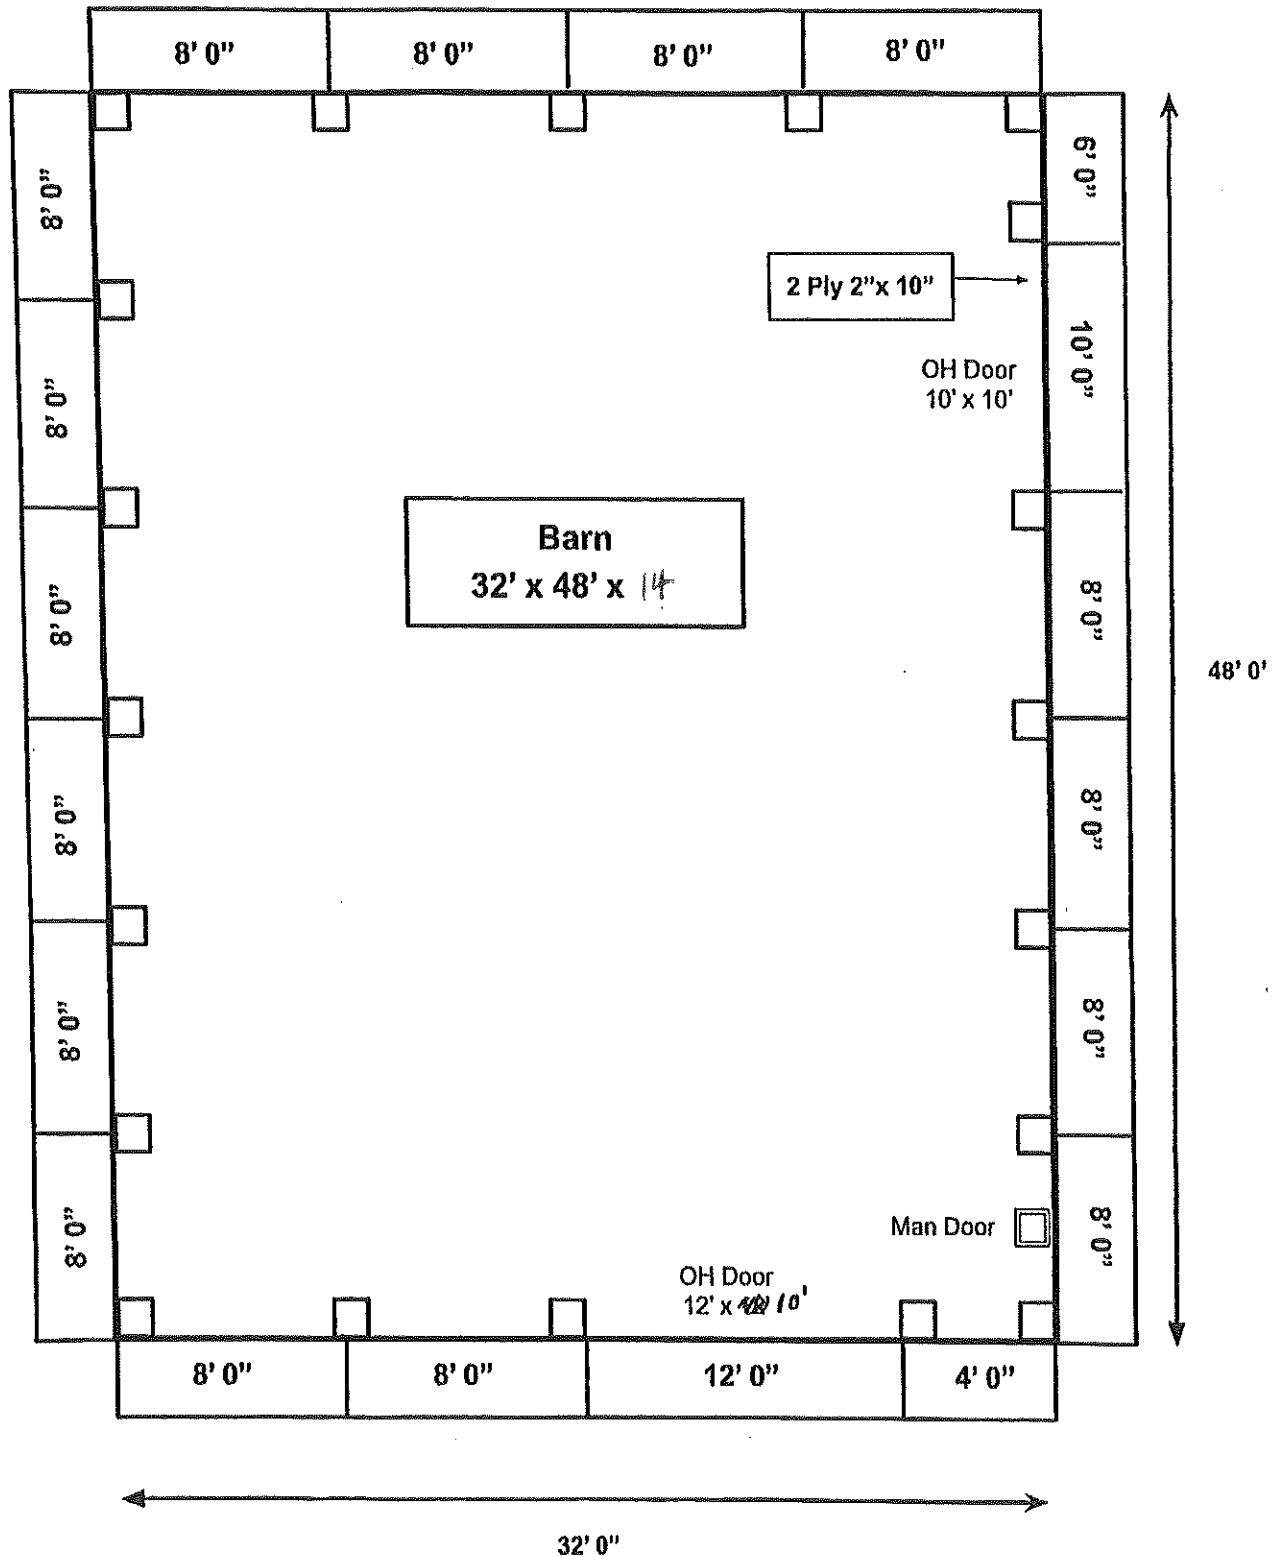 8' 0" 8' 0" 8' 0" 8' 0"
6' 0"
8' 0"
2 Ply 2"x 10"
10' 0"
OH Door
10' x 10'
8' 0"
Barn
32' x 48' x 14
8' 0"
8' 0"
48' 0'
8' 0"
8' 0"
8' 0"
8' 0"
Man Door
8' 0"
8' 0"
OH Door
12' x 10'
8' 0" 8' 0" 12' 0" 4' 0"
32' 0"